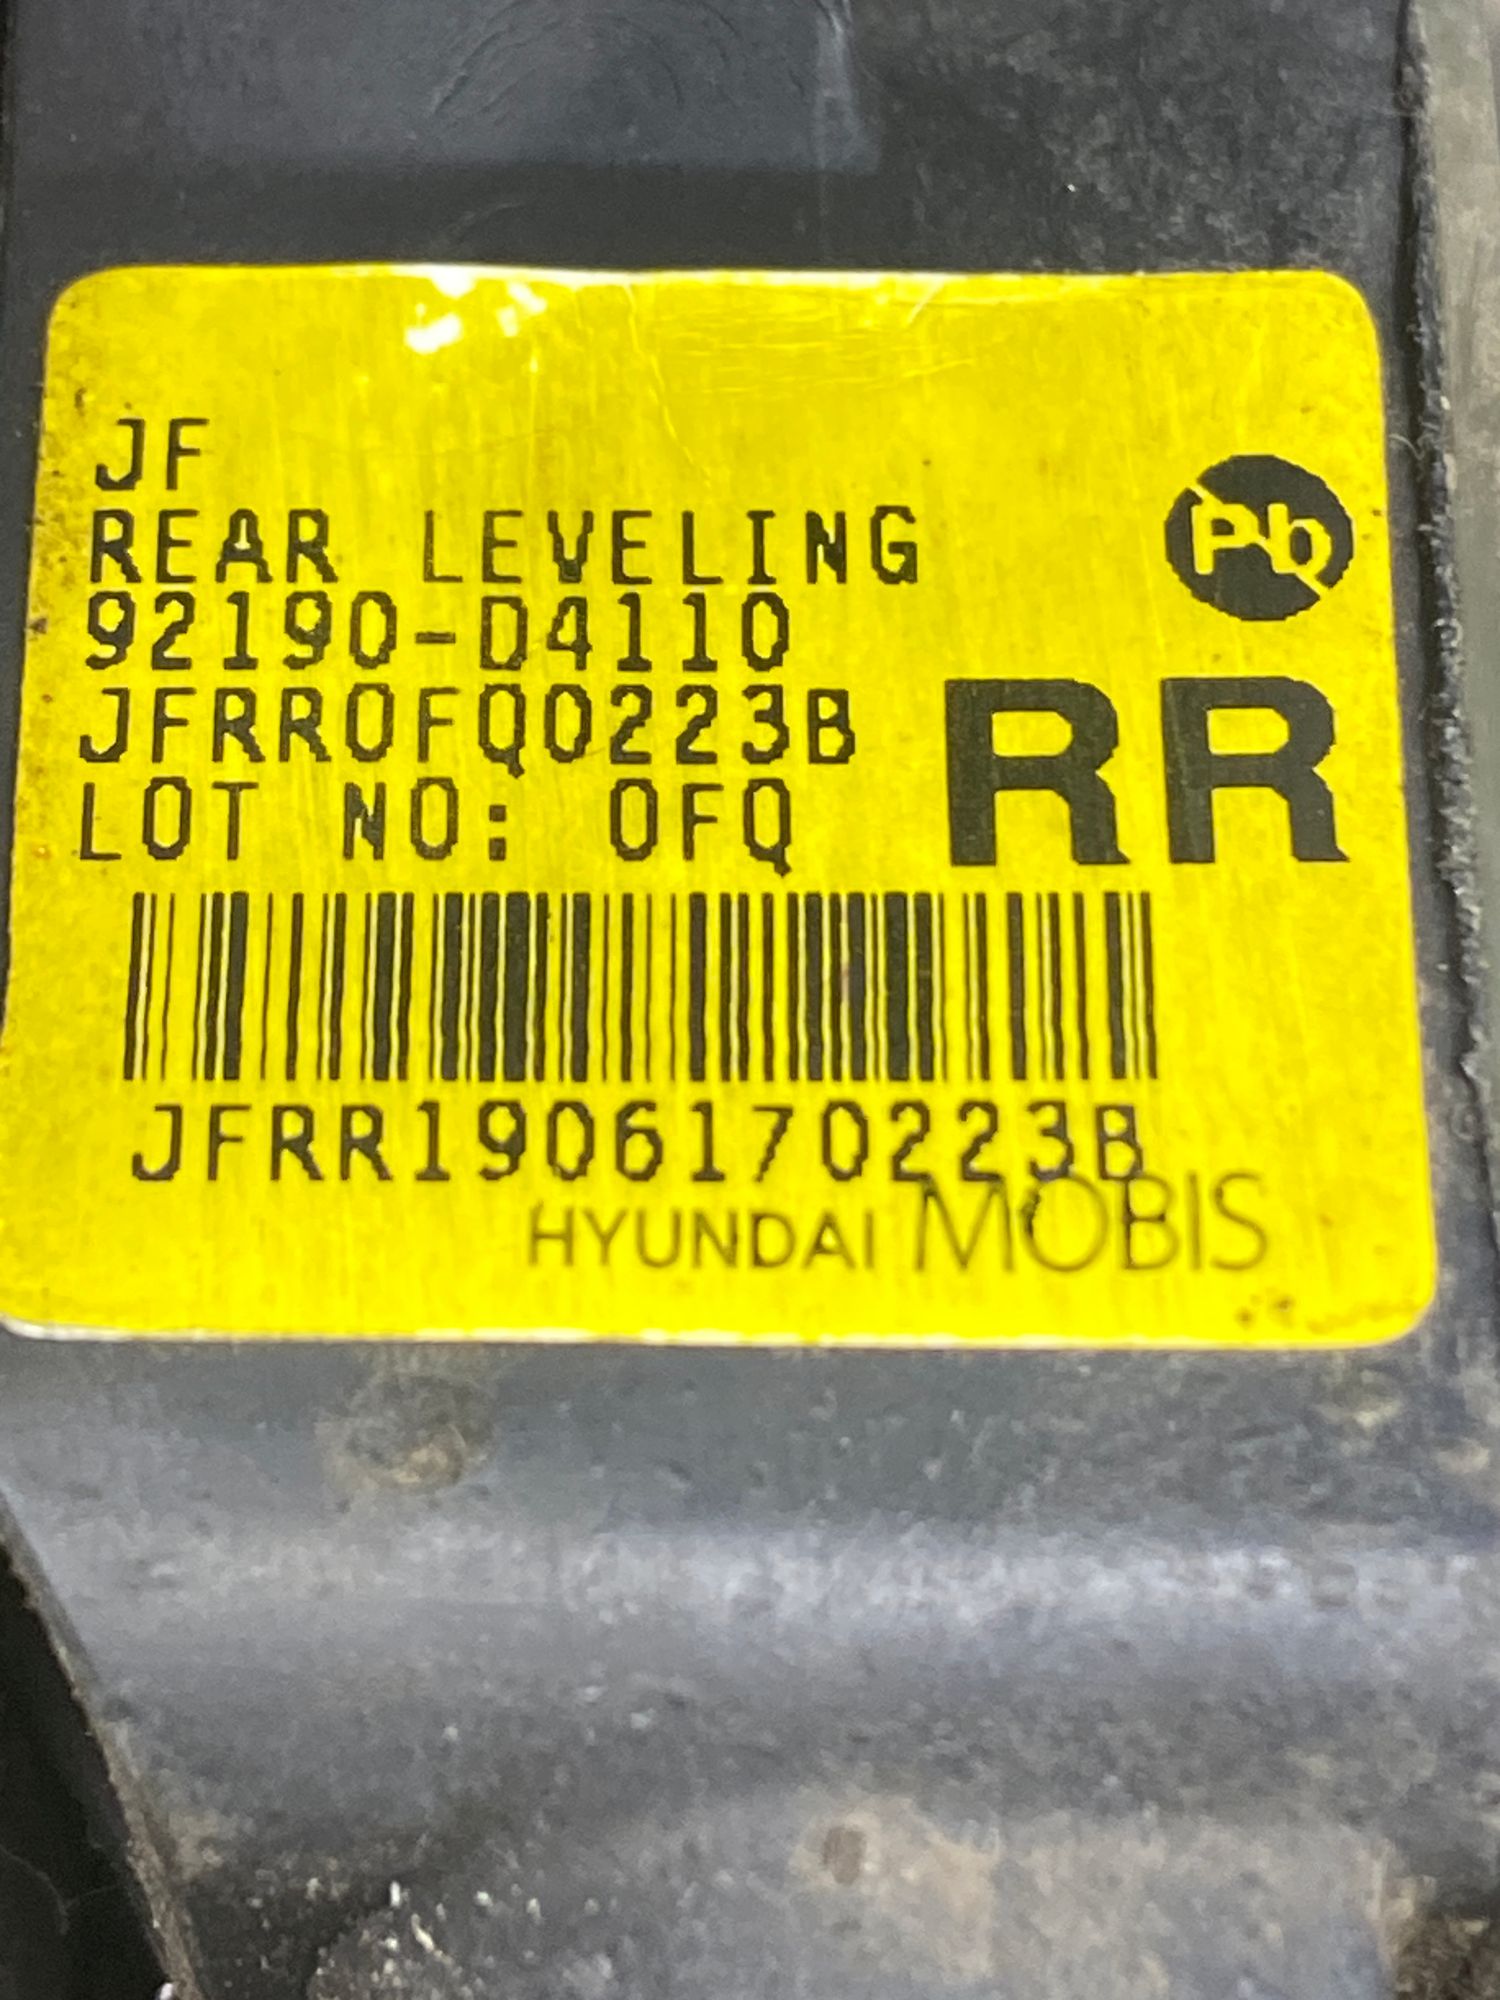 JF
Pb
REAR LEVELING
92190-D4110
JFRR0FQ0223B
RR
LOT NO: 0FQ
JFRR1906170223B
HYUNDAI MOBIS